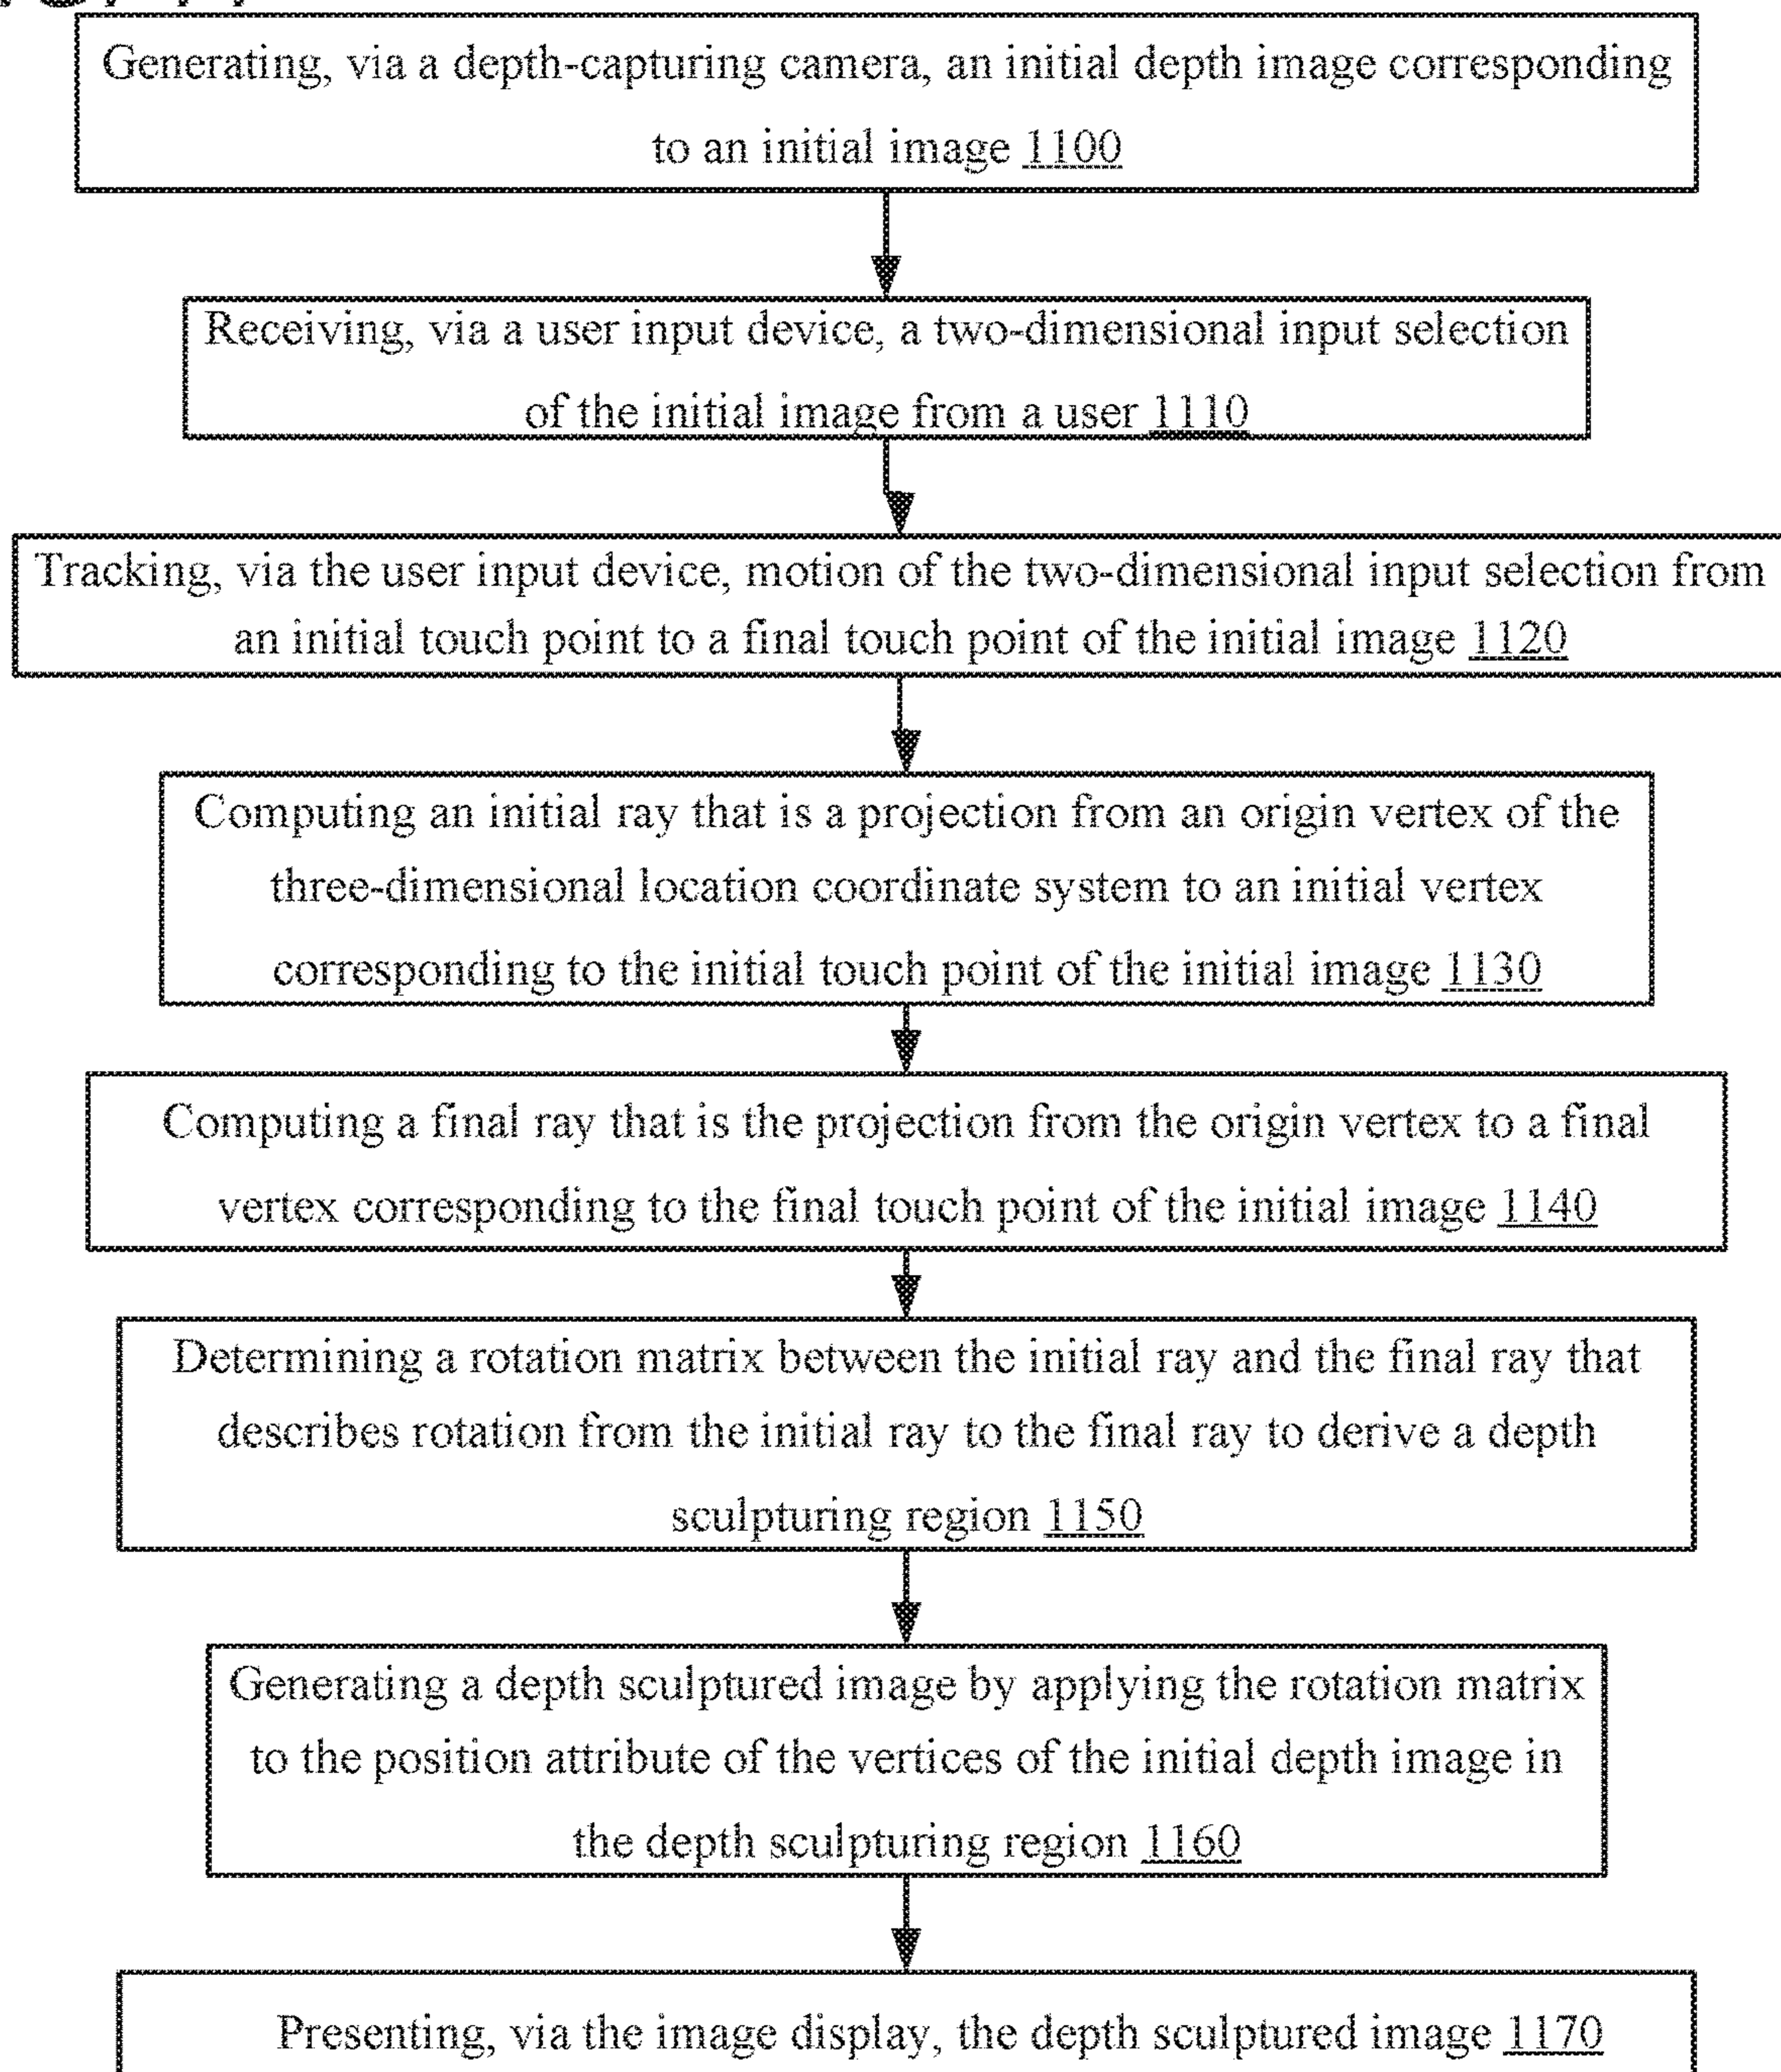 Generating, via a depth-capturing camera, an initial depth image corresponding
to an initial image 1100
Receiving, via a user input device, a two-dimensional input selection
of the initial image from a user 1110
Tracking, via the user input device, motion of the two-dimensional input selection from
an initial touch point to a final touch point of the initial image 1120
Computing an initial ray that is a projection from an origin vertex of the
three-dimensional location coordinate system to an initial vertex
corresponding to the initial touch point of the initial image 1130
Computing a final ray that is the projection from the origin vertex to a final
vertex corresponding to the final touch point of the initial image 1140
Determining a rotation matrix between the initial ray and the final ray that
describes rotation from the initial ray to the final ray to derive a depth
sculpturing region 1150
Generating a depth sculptured image by applying the rotation matrix
to the position attribute of the vertices of the initial depth image in
the depth sculpturing region 1160
Presenting, via the image display, the depth sculptured image 1170